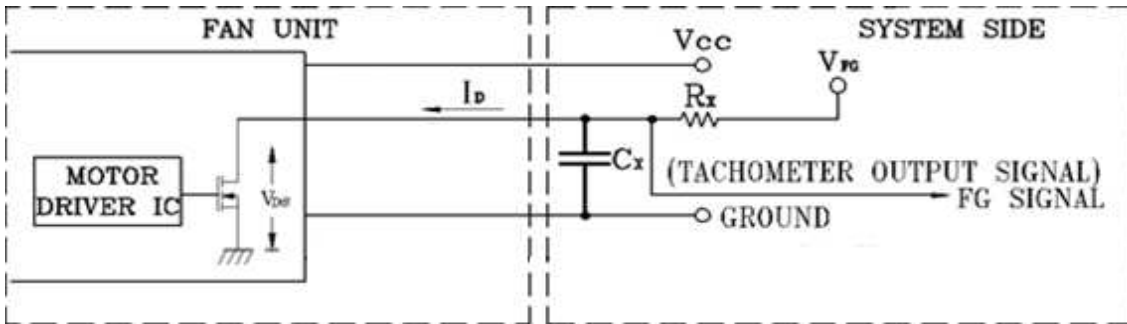 FAN UNIT
SYSTEM SIDE
Vcc
VFG
ID
Rx
Cx
(TACHOMETER OUTPUT SIGNAL)
FG SIGNAL
MOTOR
DRIVER IC
VDS
GROUND